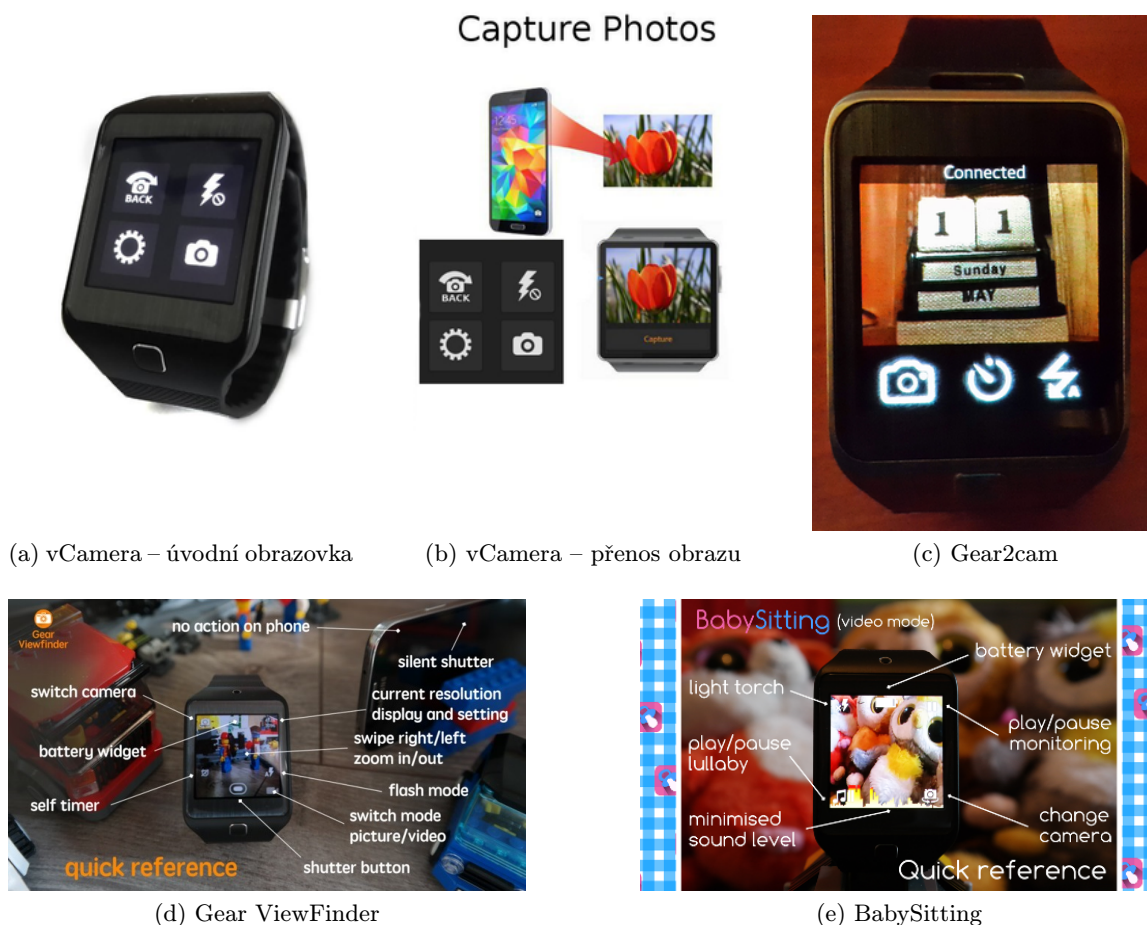 Capture Photos
BACK
12:45
BACK
Capture
Connected
1 1
Sunday
MAY
A
(a) vCamera – úvodní obrazovka
(b) vCamera – přenos obrazu
(c) Gear2cam
Gear
Viewfinder
no action on phone
silent shutter
switch camera
current resolution
display and setting
battery widget
swipe right/left
zoom in/out
self timer
flash mode
switch mode
picture/video
shutter button
quick reference
(d) Gear ViewFinder
BabySitting (video mode)
battery widget
light torch
play/pause
monitoring
play/pause
lullaby
minimised
sound level
change
camera
Quick reference
(e) BabySitting